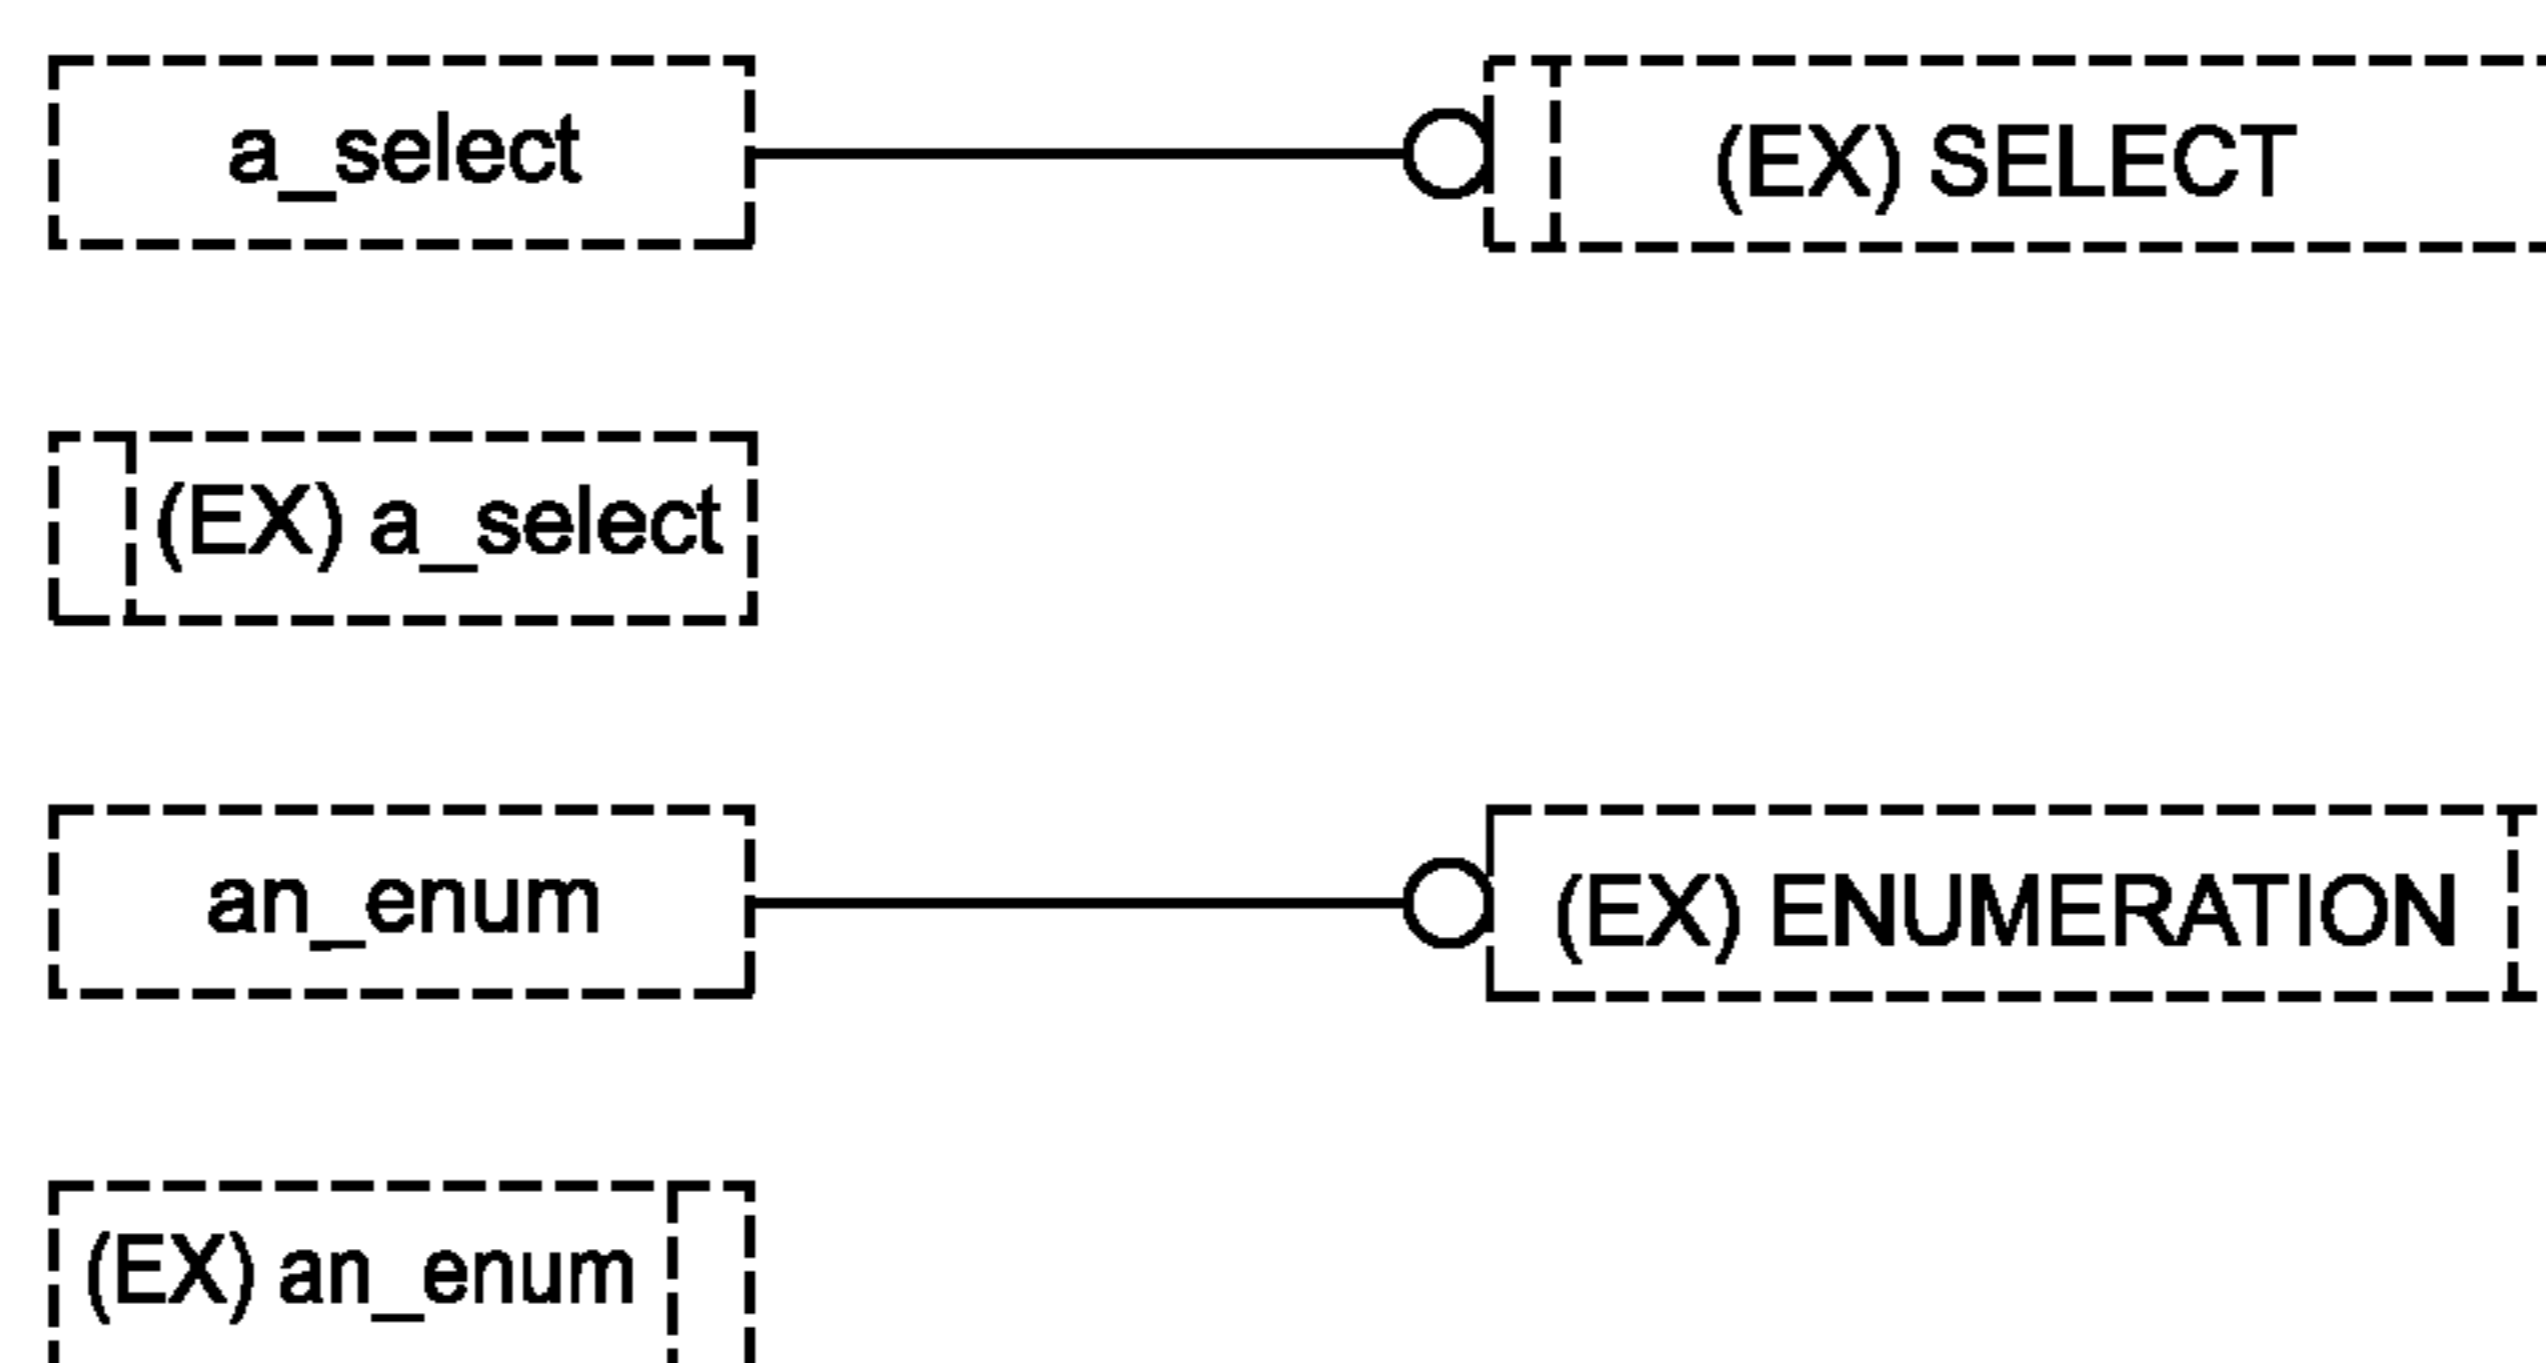 a_select
(EX) SELECT
(EX) a_select
an_enum
(EX) ENUMERATION
(EX) an_enum